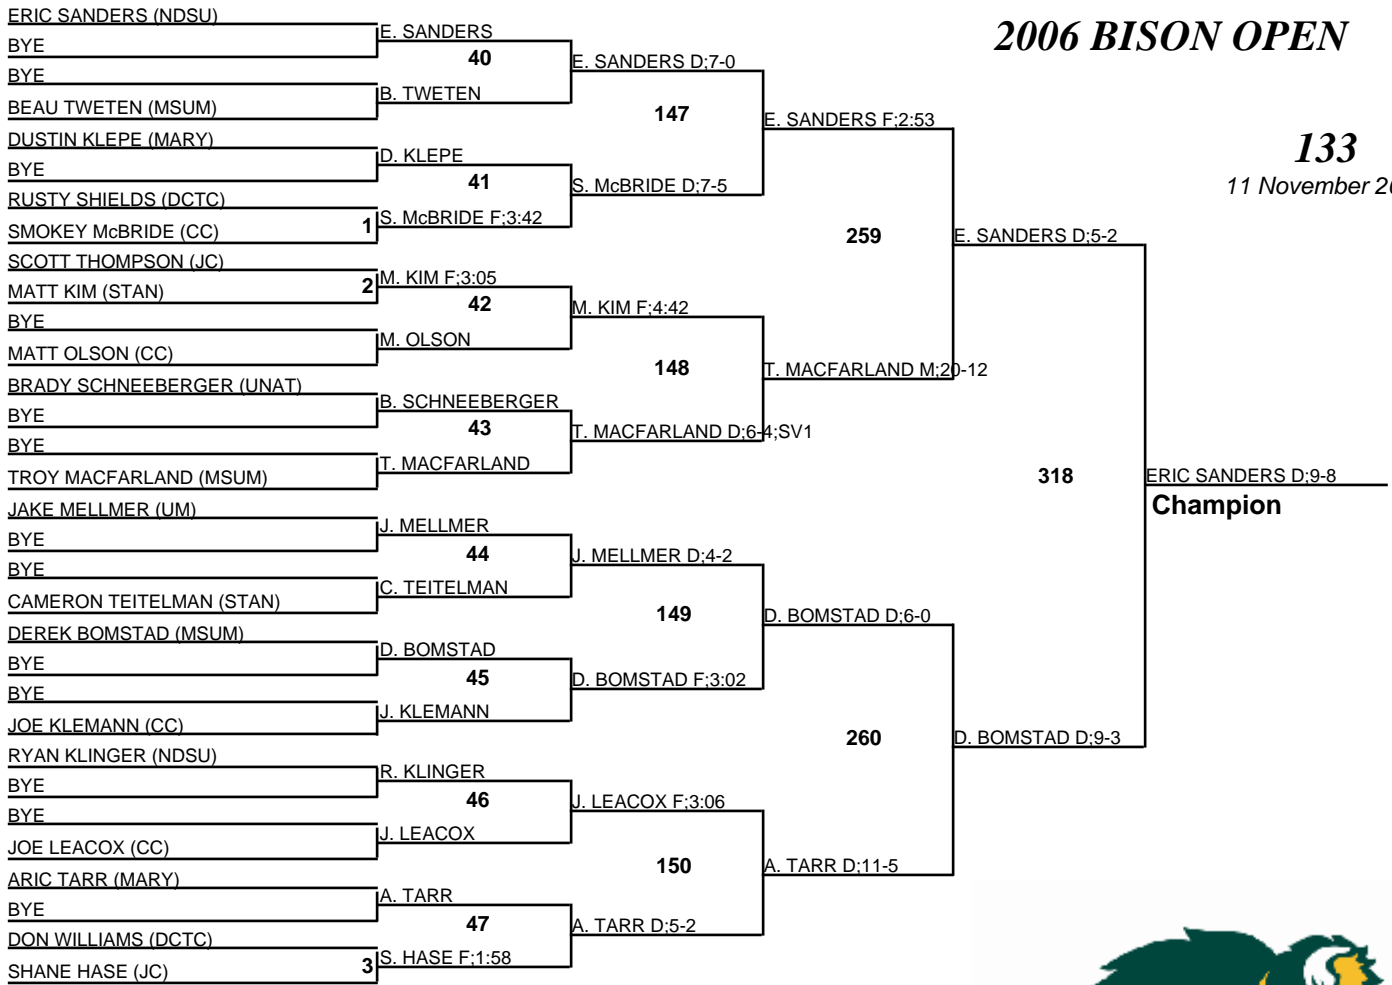 2006 BISON OPEN
133
11 November 20
ERIC SANDERS (NDSU)
BYE
BYE
BEAU TWETEN (MSUM)
DUSTIN KLEPE (MARY)
BYE
RUSTY SHIELDS (DCTC)
SMOKEY McBRIDE (CC)
1
SCOTT THOMPSON (JC)
MATT KIM (STAN)
2
BYE
MATT OLSON (CC)
BRADY SCHNEEBERGER (UNAT)
BYE
BYE
TROY MACFARLAND (MSUM)
JAKE MELLMER (UM)
BYE
BYE
CAMERON TEITELMAN (STAN)
DEREK BOMSTAD (MSUM)
BYE
BYE
JOE KLEMANN (CC)
RYAN KLINGER (NDSU)
BYE
BYE
JOE LEACOX (CC)
ARIC TARR (MARY)
BYE
DON WILLIAMS (DCTC)
SHANE HASE (JC)
3
E. SANDERS
40
B. TWETEN
D. KLEPE
41
S. McBRIDE F;3:42
M. KIM F;3:05
42
M. OLSON
B. SCHNEEBERGER
43
T. MACFARLAND
J. MELLMER
44
C. TEITELMAN
D. BOMSTAD
45
J. KLEMANN
R. KLINGER
46
J. LEACOX
A. TARR
47
S. HASE F;1:58
E. SANDERS D;7-0
147
S. McBRIDE D;7-5
M. KIM F;4:42
148
T. MACFARLAND D;6-4;SV1
J. MELLMER D;4-2
149
D. BOMSTAD F;3:02
J. LEACOX F;3:06
150
A. TARR D;5-2
E. SANDERS F;2:53
259
T. MACFARLAND M;20-12
D. BOMSTAD D;6-0
260
A. TARR D;11-5
E. SANDERS D;5-2
318
D. BOMSTAD D;9-3
ERIC SANDERS D;9-8
Champion